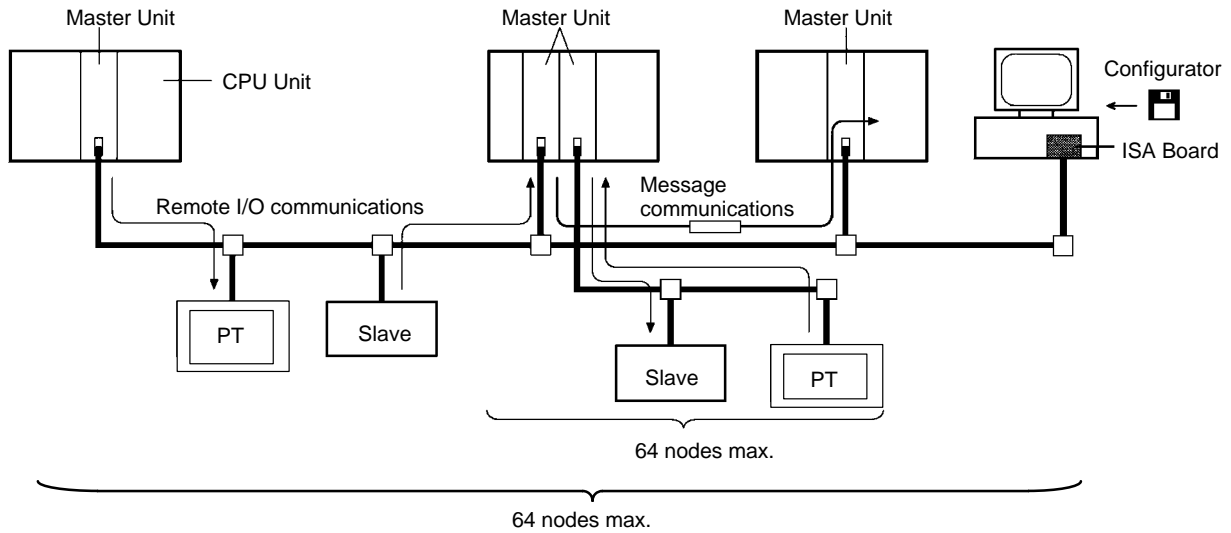 Master Unit
Master Unit
Master Unit
CPU Unit
Configurator
ISA Board
Remote I/O communications
Message
communications
PT
Slave
Slave
PT
64 nodes max.
64 nodes max.